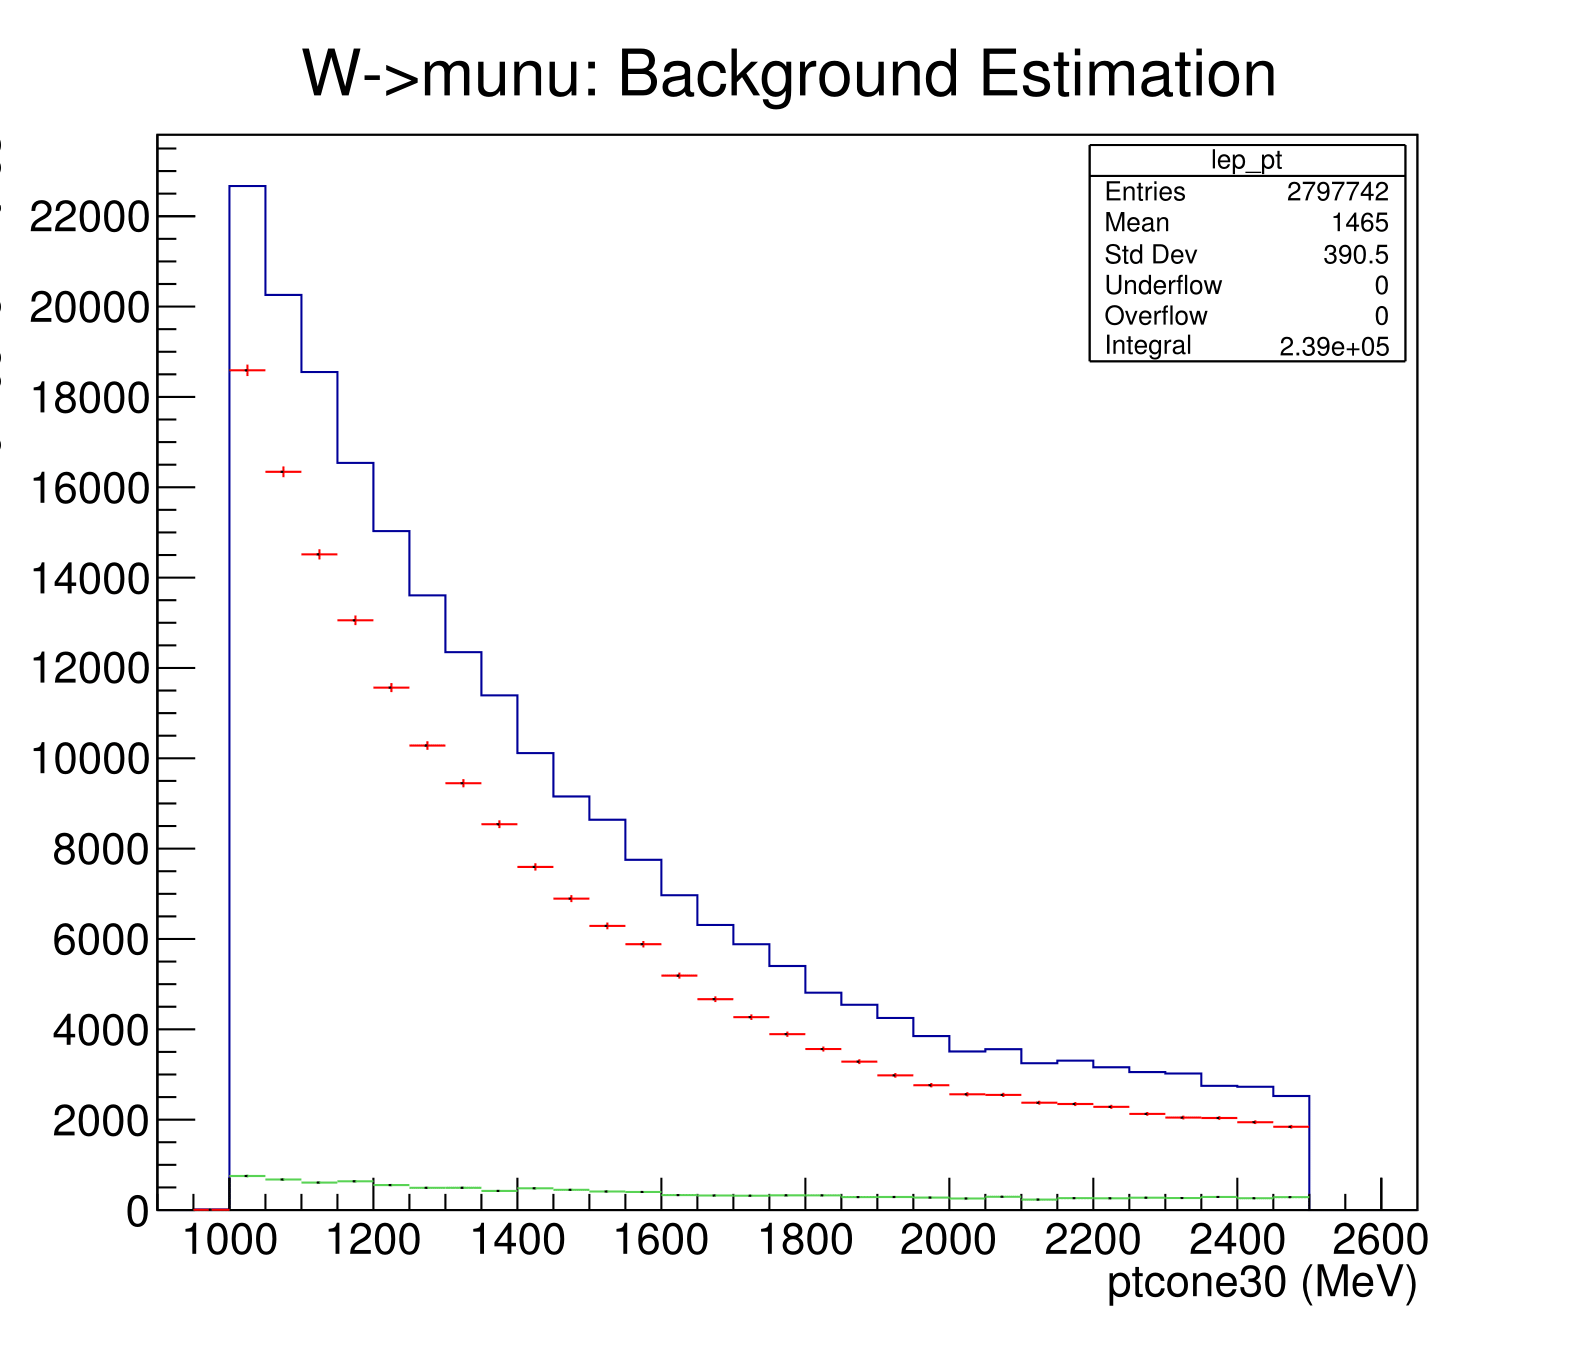 W->munu: Background Estimation
lep_pt
Entries 2797742
Mean 1465
Std Dev 390.5
Underflow 0
Overflow 0
Integral 2.39e+05
22000
20000
18000
16000
14000
12000
10000
8000
6000
4000
2000
0
1000 1200 1400 1600 1800 2000 2200 2400 2600
ptcone30 (MeV)